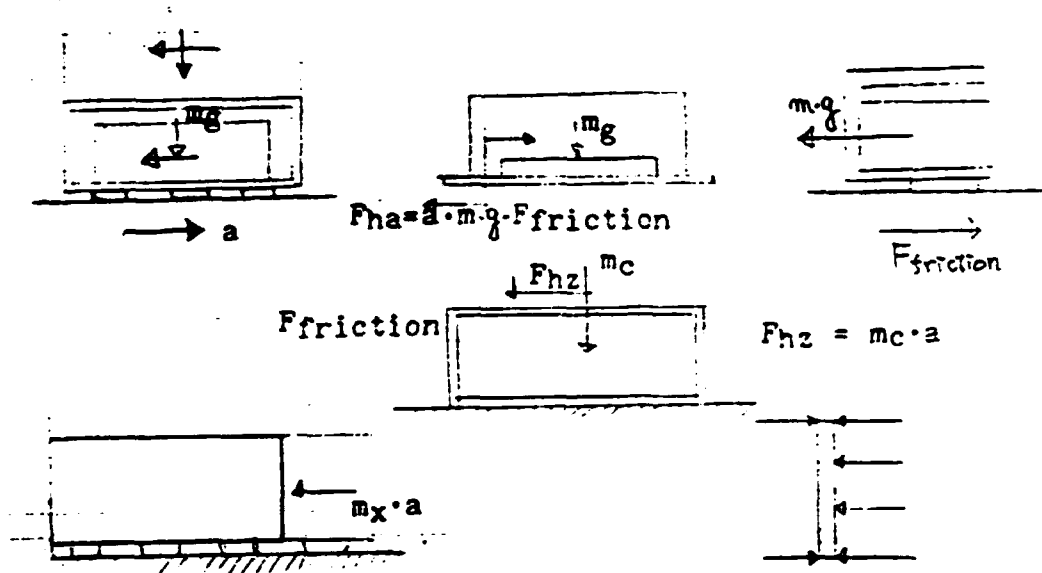 mg
mg
m·g
a
Fha=a·m·g-Ffriction
Ffriction
Fhz
mc
Ffriction
Fhz = mc·a
mx·a